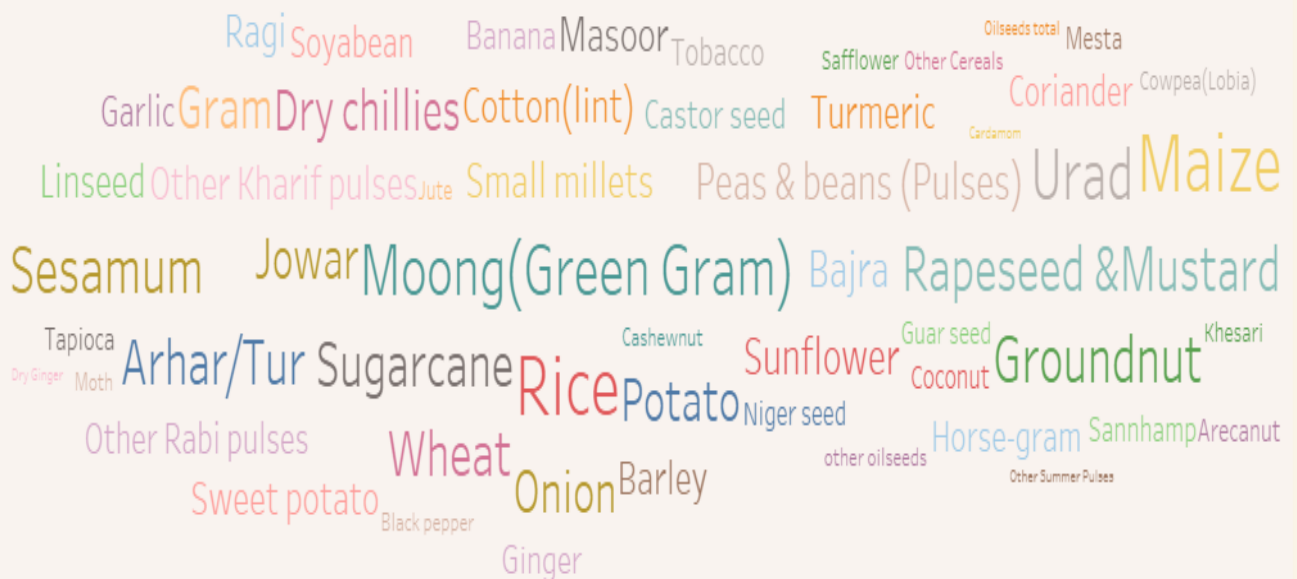 Oilseeds total
Ragi Soyabean Banana Masoor Tobacco Mesta
Safflower Other Cereals
Coriander Cowpea(Lobia)
Garlic Gram Dry chillies Cotton(lint) Castor seed Turmeric
Cardamom
Linseed Other Kharif pulses Jute Small millets Peas & beans (Pulses) Urad Maize
Sesamum Jowar Moong(Green Gram) Bajra Rapeseed &Mustard
Tapioca Cashewnut Guar seed Khesari
Dry Ginger Moth Arhar/Tur Sugarcane Sunflower Coconut Groundnut
Rice Potato Niger seed
Other Rabi pulses Wheat other oilseeds Horse-gram Sannhamp Arecanut
Other Summer Pulses
Sweet potato Onion Barley
Black pepper
Ginger